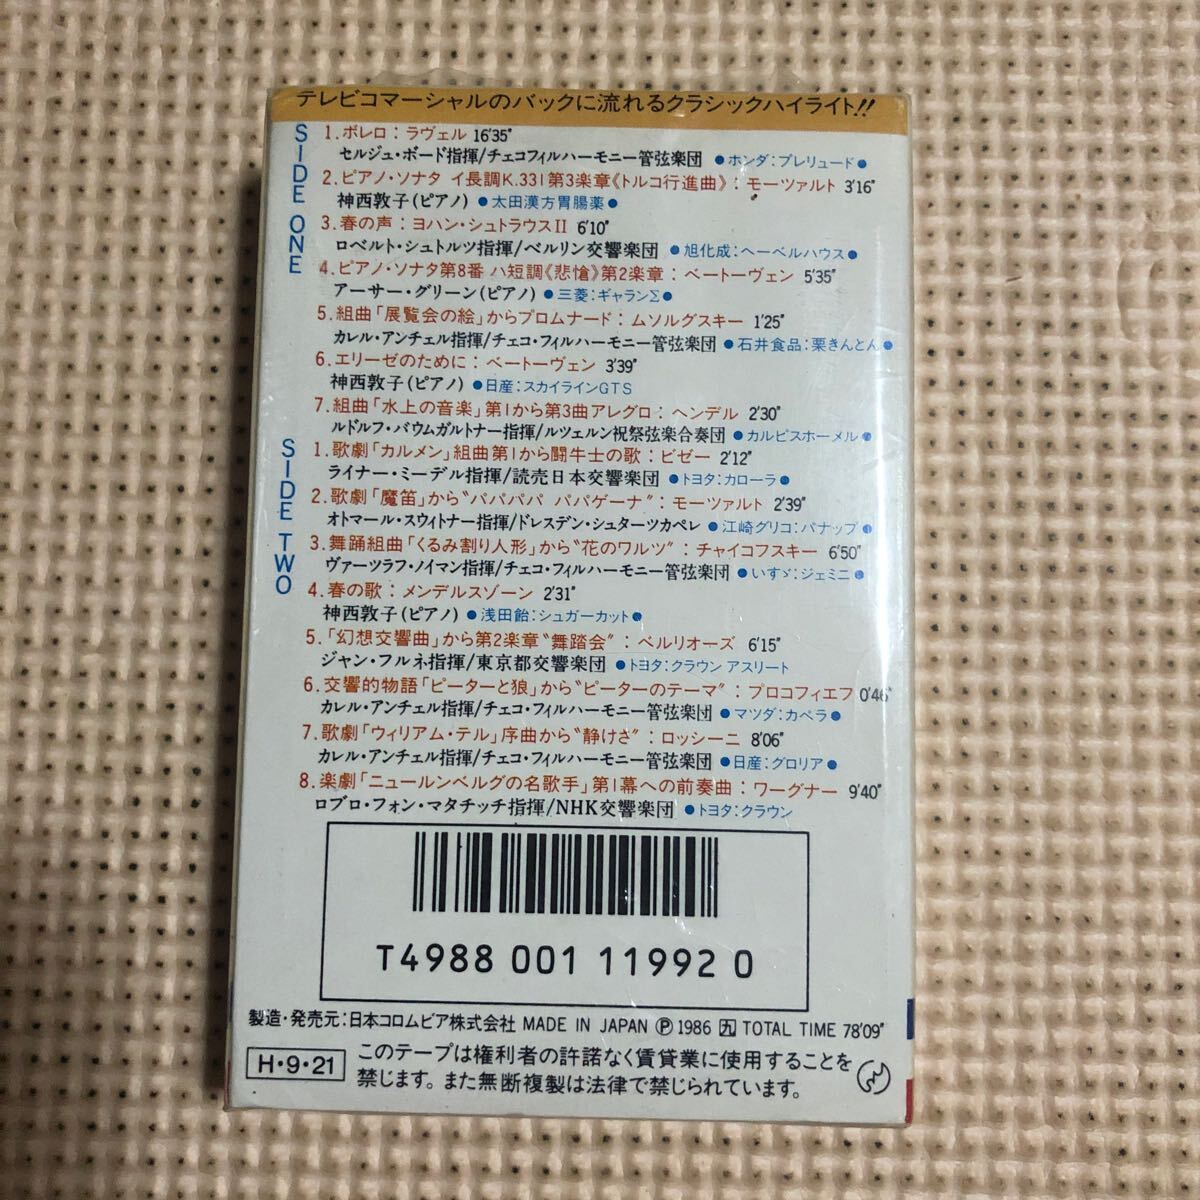 テレビコマーシャルのバックに流れるクラシックハイライト!!
SIDE ONE
1.ボレロ：ラヴェル 16'35"
セルジュ・ボード指揮/チェコフィルハーモニー管弦楽団 ●ホンダ：プレリュード●
2.ピアノ・ソナタ イ長調K.331第3楽章《トルコ行進曲》：モーツァルト 3'16"
神西敦子(ピアノ) ●太田漢方胃腸薬●
3.春の声：ヨハン・シュトラウスII 6'10"
ロベルト・シュトルツ指揮/ベルリン交響楽団 ●旭化成：ヘーベルハウス●
4.ピアノ・ソナタ第8番 ハ短調《悲愴》第2楽章：ベートーヴェン 5'35"
アーサー・グリーン(ピアノ) ●三菱：ギャランΣ●
5.組曲「展覧会の絵」からプロムナード：ムソルグスキー 1'25"
カレル・アンチェル指揮/チェコ・フィルハーモニー管弦楽団 ●石井食品：栗きんとん●
6.エリーゼのために：ベートーヴェン 3'39"
神西敦子(ピアノ) ●日産：スカイラインGTS
7.組曲「水上の音楽」第1から第3曲アレグロ：ヘンデル 2'30"
ルドルフ・バウムガルトナー指揮/ルツェルン祝祭弦楽合奏団 ●カルピスホーメル●
SIDE TWO
1.歌劇「カルメン」組曲第1から闘牛士の歌：ビゼー 2'12"
ライナー・ミーデル指揮/読売日本交響楽団 ●トヨタ：カローラ●
2.歌劇「魔笛」から"パパパパ パパゲーナ"：モーツァルト 2'39"
オトマール・スウィトナー指揮/ドレスデン・シュターツカペレ ●江崎グリコ：パナップ●
3.舞踊組曲「くるみ割り人形」から"花のワルツ"：チャイコフスキー 6'50"
ヴァーツラフ・ノイマン指揮/チェコ・フィルハーモニー管弦楽団 ●いすゞ：ジェミニ●
4.春の歌：メンデルスゾーン 2'31"
神西敦子(ピアノ) ●浅田飴：シュガーカット●
5.「幻想交響曲」から第2楽章"舞踏会"：ベルリオーズ 6'15"
ジャン・フルネ指揮/東京都交響楽団 ●トヨタ：クラウン アスリート
6.交響的物語「ピーターと狼」から"ピーターのテーマ"：プロコフィエフ 0'46"
カレル・アンチェル指揮/チェコ・フィルハーモニー管弦楽団 ●マツダ：カペラ●
7.歌劇「ウィリアム・テル」序曲から"静けさ"：ロッシーニ 8'06"
カレル・アンチェル指揮/チェコ・フィルハーモニー管弦楽団 ●日産：グロリア●
8.楽劇「ニュールンベルグの名歌手」第1幕への前奏曲：ワーグナー 9'40"
ロブロ・フォン・マタチッチ指揮/NHK交響楽団 ●トヨタ：クラウン
T4988 001 11992 0
製造・発売元：日本コロムビア株式会社 MADE IN JAPAN Ⓟ 1986 九 TOTAL TIME 78'09"
H・9・21
このテープは権利者の許諾なく賃貸業に使用することを
禁じます。また無断複製は法律で禁じられています。